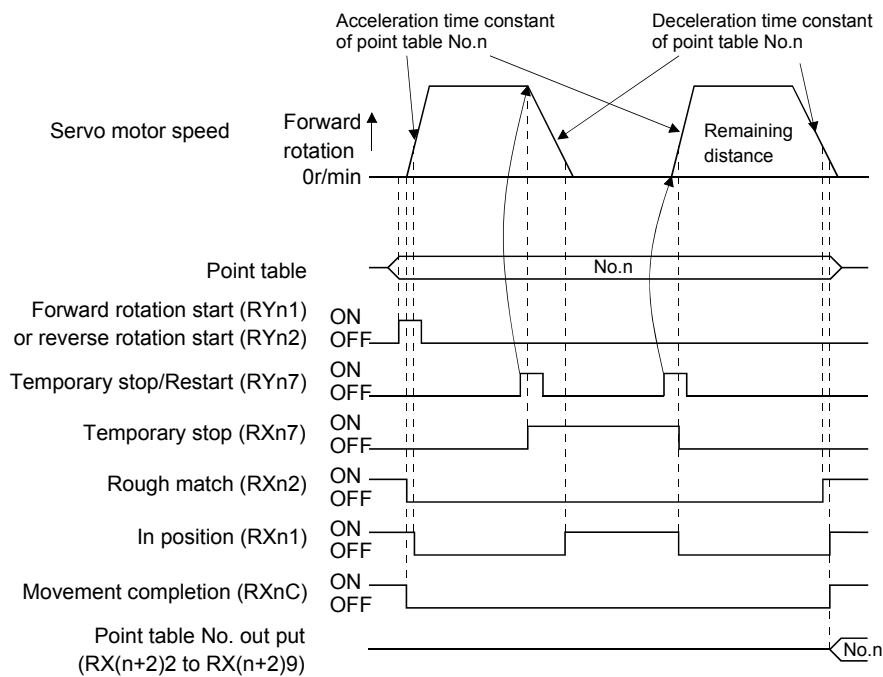 Acceleration time constant
of point table No.n
Deceleration time constant
of point table No.n
Servo motor speed
Forward
rotation
0r/min
Remaining
distance
Point table
No.n
Forward rotation start (RYn1)
or reverse rotation start (RYn2)
ON
OFF
Temporary stop/Restart (RYn7)
ON
OFF
Temporary stop (RXn7)
ON
OFF
Rough match (RXn2)
ON
OFF
In position (RXn1)
ON
OFF
Movement completion (RXnC)
ON
OFF
Point table No. out put
(RX(n+2)2 to RX(n+2)9)
No.n